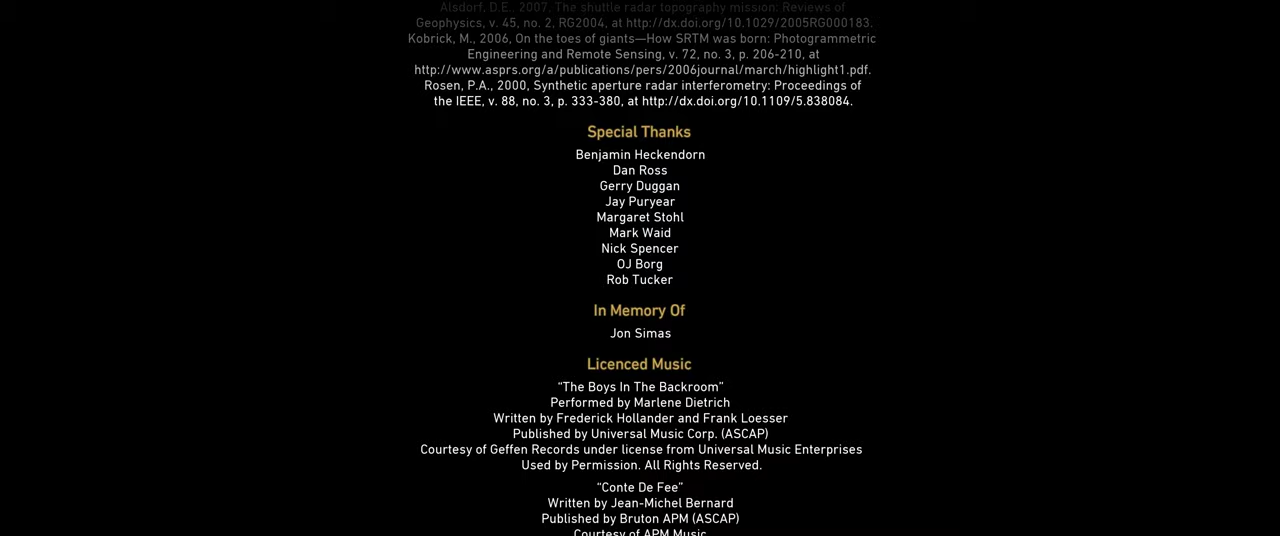 Alsdorf, D.E., 2007, The shuttle radar topography mission: Reviews of
Geophysics, v. 45, no. 2, RG2004, at http://dx.doi.org/10.1029/2005RG000183.
Kobrick, M., 2006, On the toes of giants—How SRTM was born: Photogrammetric
Engineering and Remote Sensing, v. 72, no. 3, p. 206-210, at
http://www.asprs.org/a/publications/pers/2006journal/march/highlight1.pdf.
Rosen, P.A., 2000, Synthetic aperture radar interferometry: Proceedings of
the IEEE, v. 88, no. 3, p. 333-380, at http://dx.doi.org/10.1109/5.838084.
Special Thanks
Benjamin Heckendorn
Dan Ross
Gerry Duggan
Jay Puryear
Margaret Stohl
Mark Waid
Nick Spencer
OJ Borg
Rob Tucker
In Memory Of
Jon Simas
Licenced Music
“The Boys In The Backroom”
Performed by Marlene Dietrich
Written by Frederick Hollander and Frank Loesser
Published by Universal Music Corp. (ASCAP)
Courtesy of Geffen Records under license from Universal Music Enterprises
Used by Permission. All Rights Reserved.
“Conte De Fee”
Written by Jean-Michel Bernard
Published by Bruton APM (ASCAP)
Courtesy of APM Music